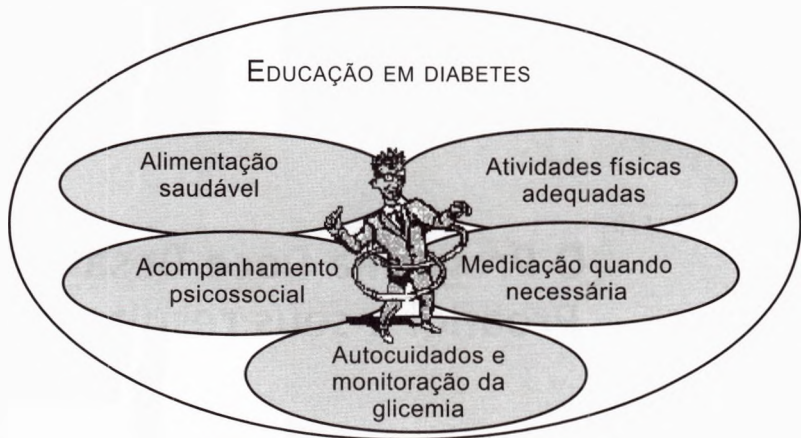 EDUCAÇÃO EM DIABETES
Alimentação
saudável
Atividades físicas
adequadas
Acompanhamento
psicossocial
Medicação quando
necessária
Autocuidados e
monitoração da
glicemia